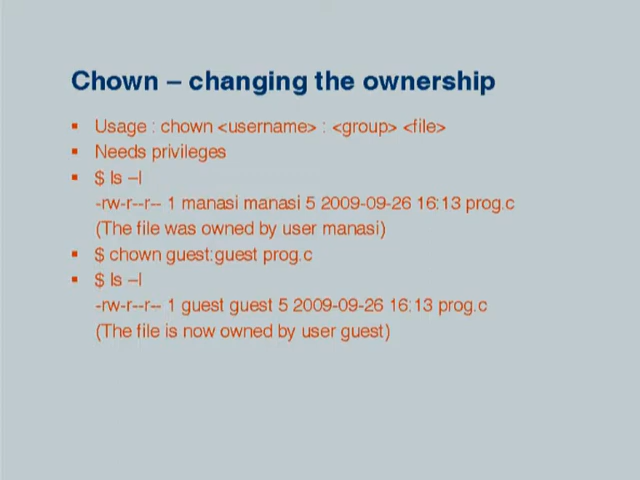 Chown – changing the ownership
▪ Usage : chown <username> : <group> <file>
▪ Needs privileges
▪ $ ls –l
-rw-r--r-- 1 manasi manasi 5 2009-09-26 16:13 prog.c
(The file was owned by user manasi)
▪ $ chown guest:guest prog.c
▪ $ ls –l
-rw-r--r-- 1 guest guest 5 2009-09-26 16:13 prog.c
(The file is now owned by user guest)